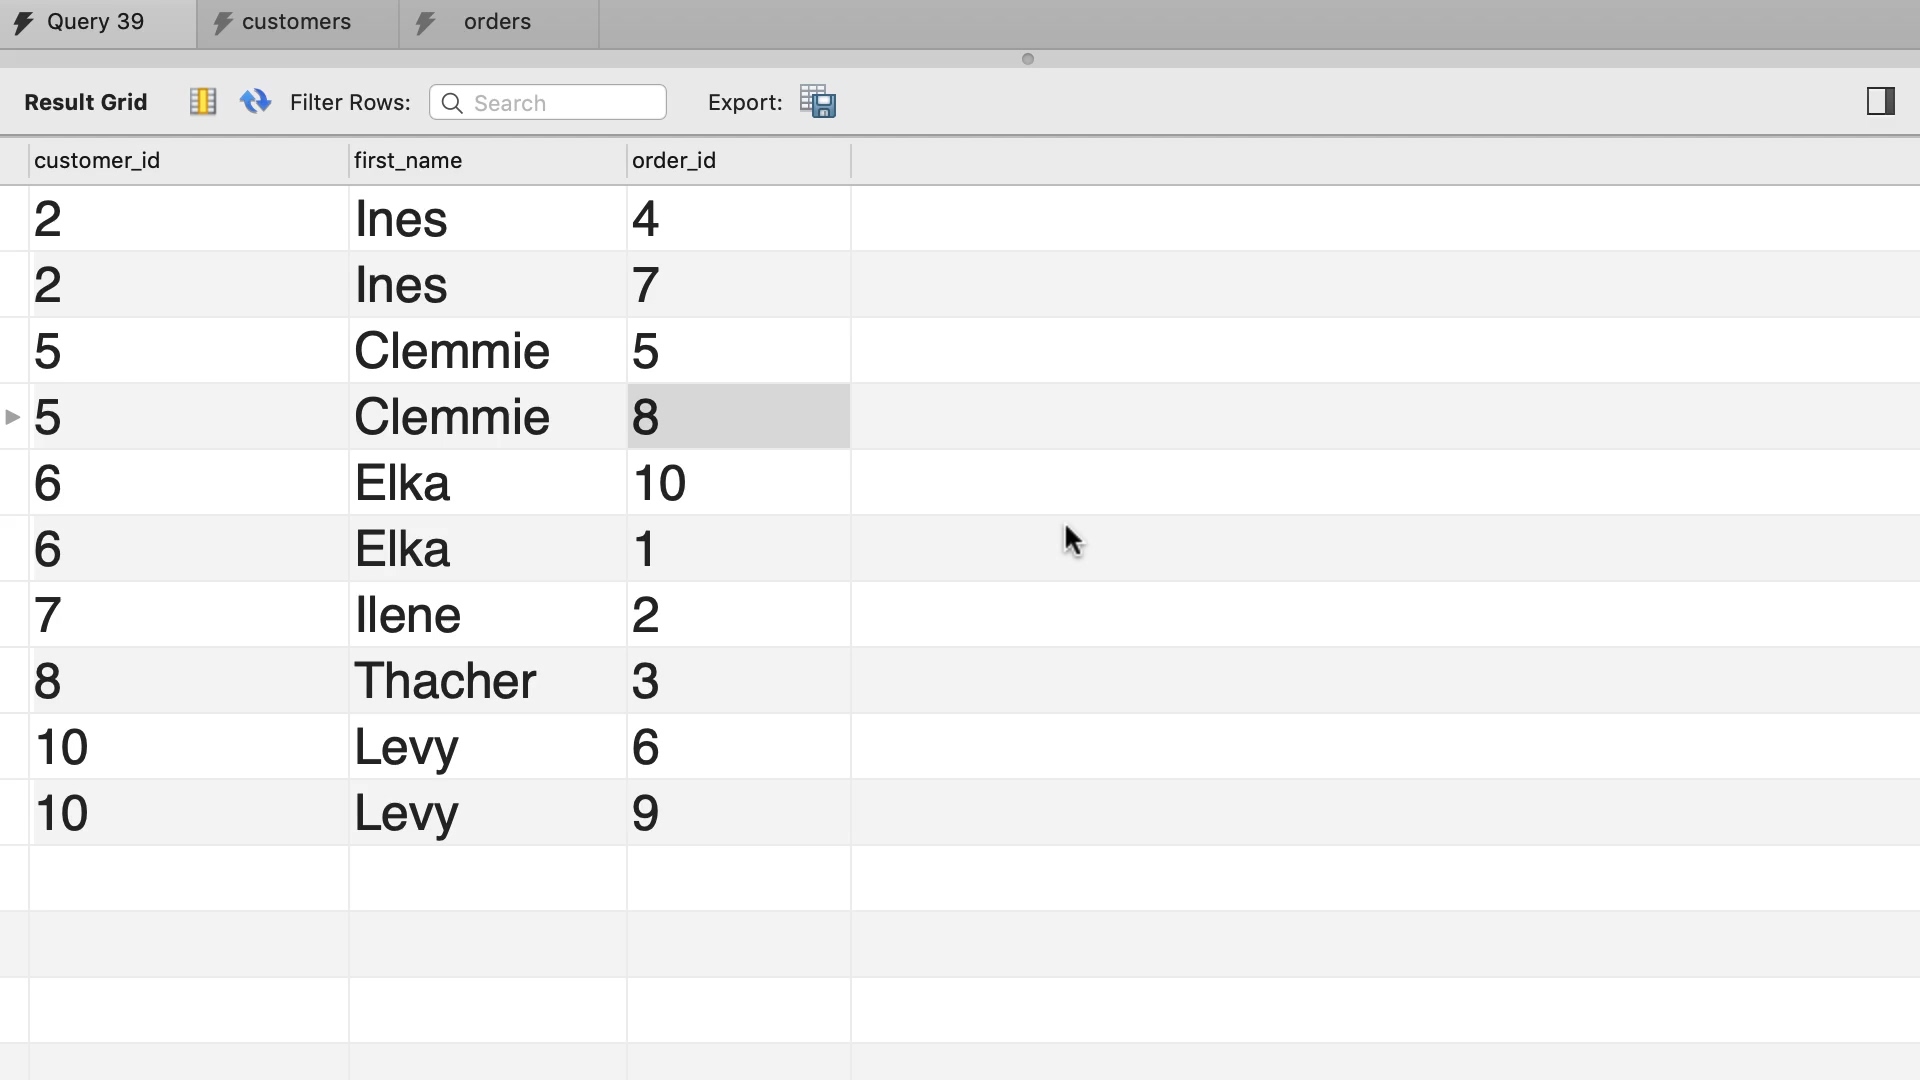 Query 39 customers orders
Result Grid Filter Rows: Search Export:
customer_id first_name order_id
2 Ines 4
2 Ines 7
5 Clemmie 5
5 Clemmie 8
6 Elka 10
6 Elka 1
7 Ilene 2
8 Thacher 3
10 Levy 6
10 Levy 9